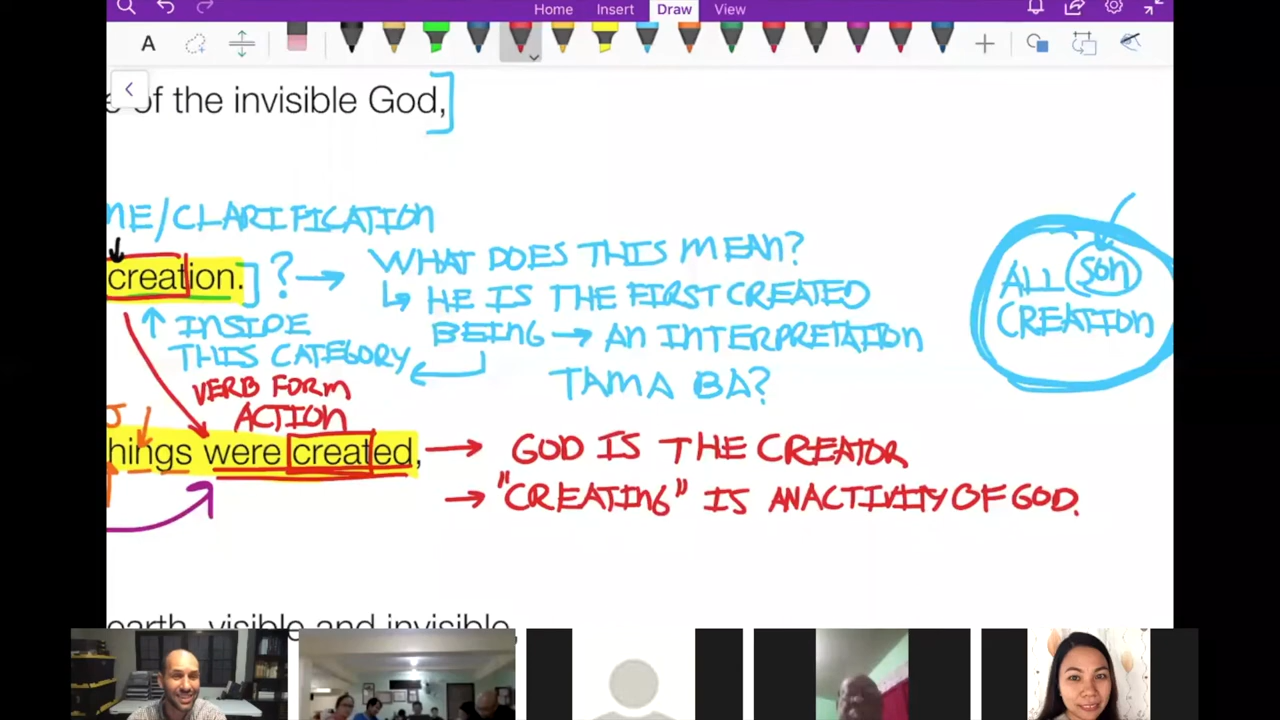 Home Insert Draw View
A
e of the invisible God,]
ME/CLARIFICATION
creation.] ? → WHAT DOES THIS MEAN?
↳ HE IS THE FIRST CREATED
BEING → AN INTERPRETATION
TAMA BA?
↑ INSIDE
THIS CATEGORY
VERB FORM
ACTION
ALL son
CREATION
hings were created, → GOD IS THE CREATOR
→ "CREATING" IS AN ACTIVITY OF GOD.
earth, visible and invisible,